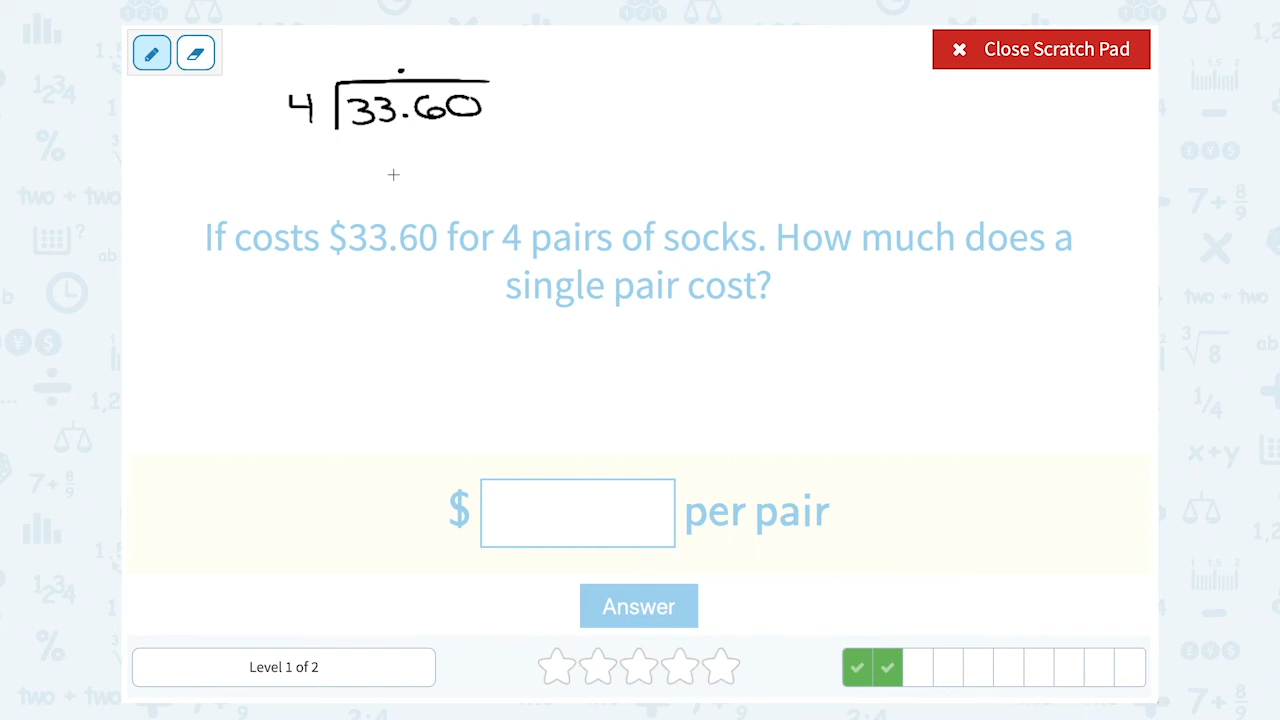 Close Scratch Pad
4 33.60
If costs $33.60 for 4 pairs of socks. How much does a
single pair cost?
$ per pair
Answer
Level 1 of 2